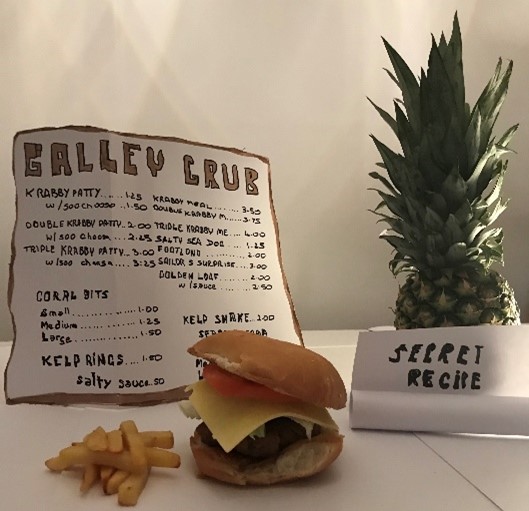 GALLEY GRUB
KRABBY PATTY.....1.25
w/ sea cheese..1.50
DOUBLE KRABBY PATTY..2.00
w/ sea cheese...2.25
TRIPLE KRABBY PATTY...3.00
w/ sea cheese..3.25
CORAL BITS
Small..........1.00
Medium........1.25
Large..........1.50
KELP RINGS...1.50
salty sauce.50
KRABBY MEAL....3.50
DOUBLE KRABBY M...3.75
TRIPLE KRABBY ME...4.00
SALTY SEA DOG...1.25
FOOTLONG....2.00
SAILOR'S SURPRISE..3.00
GOLDEN LOAF....2.00
w/ sauce...2.50
KELP SHAKE..2.00
SECRET
RECIPE